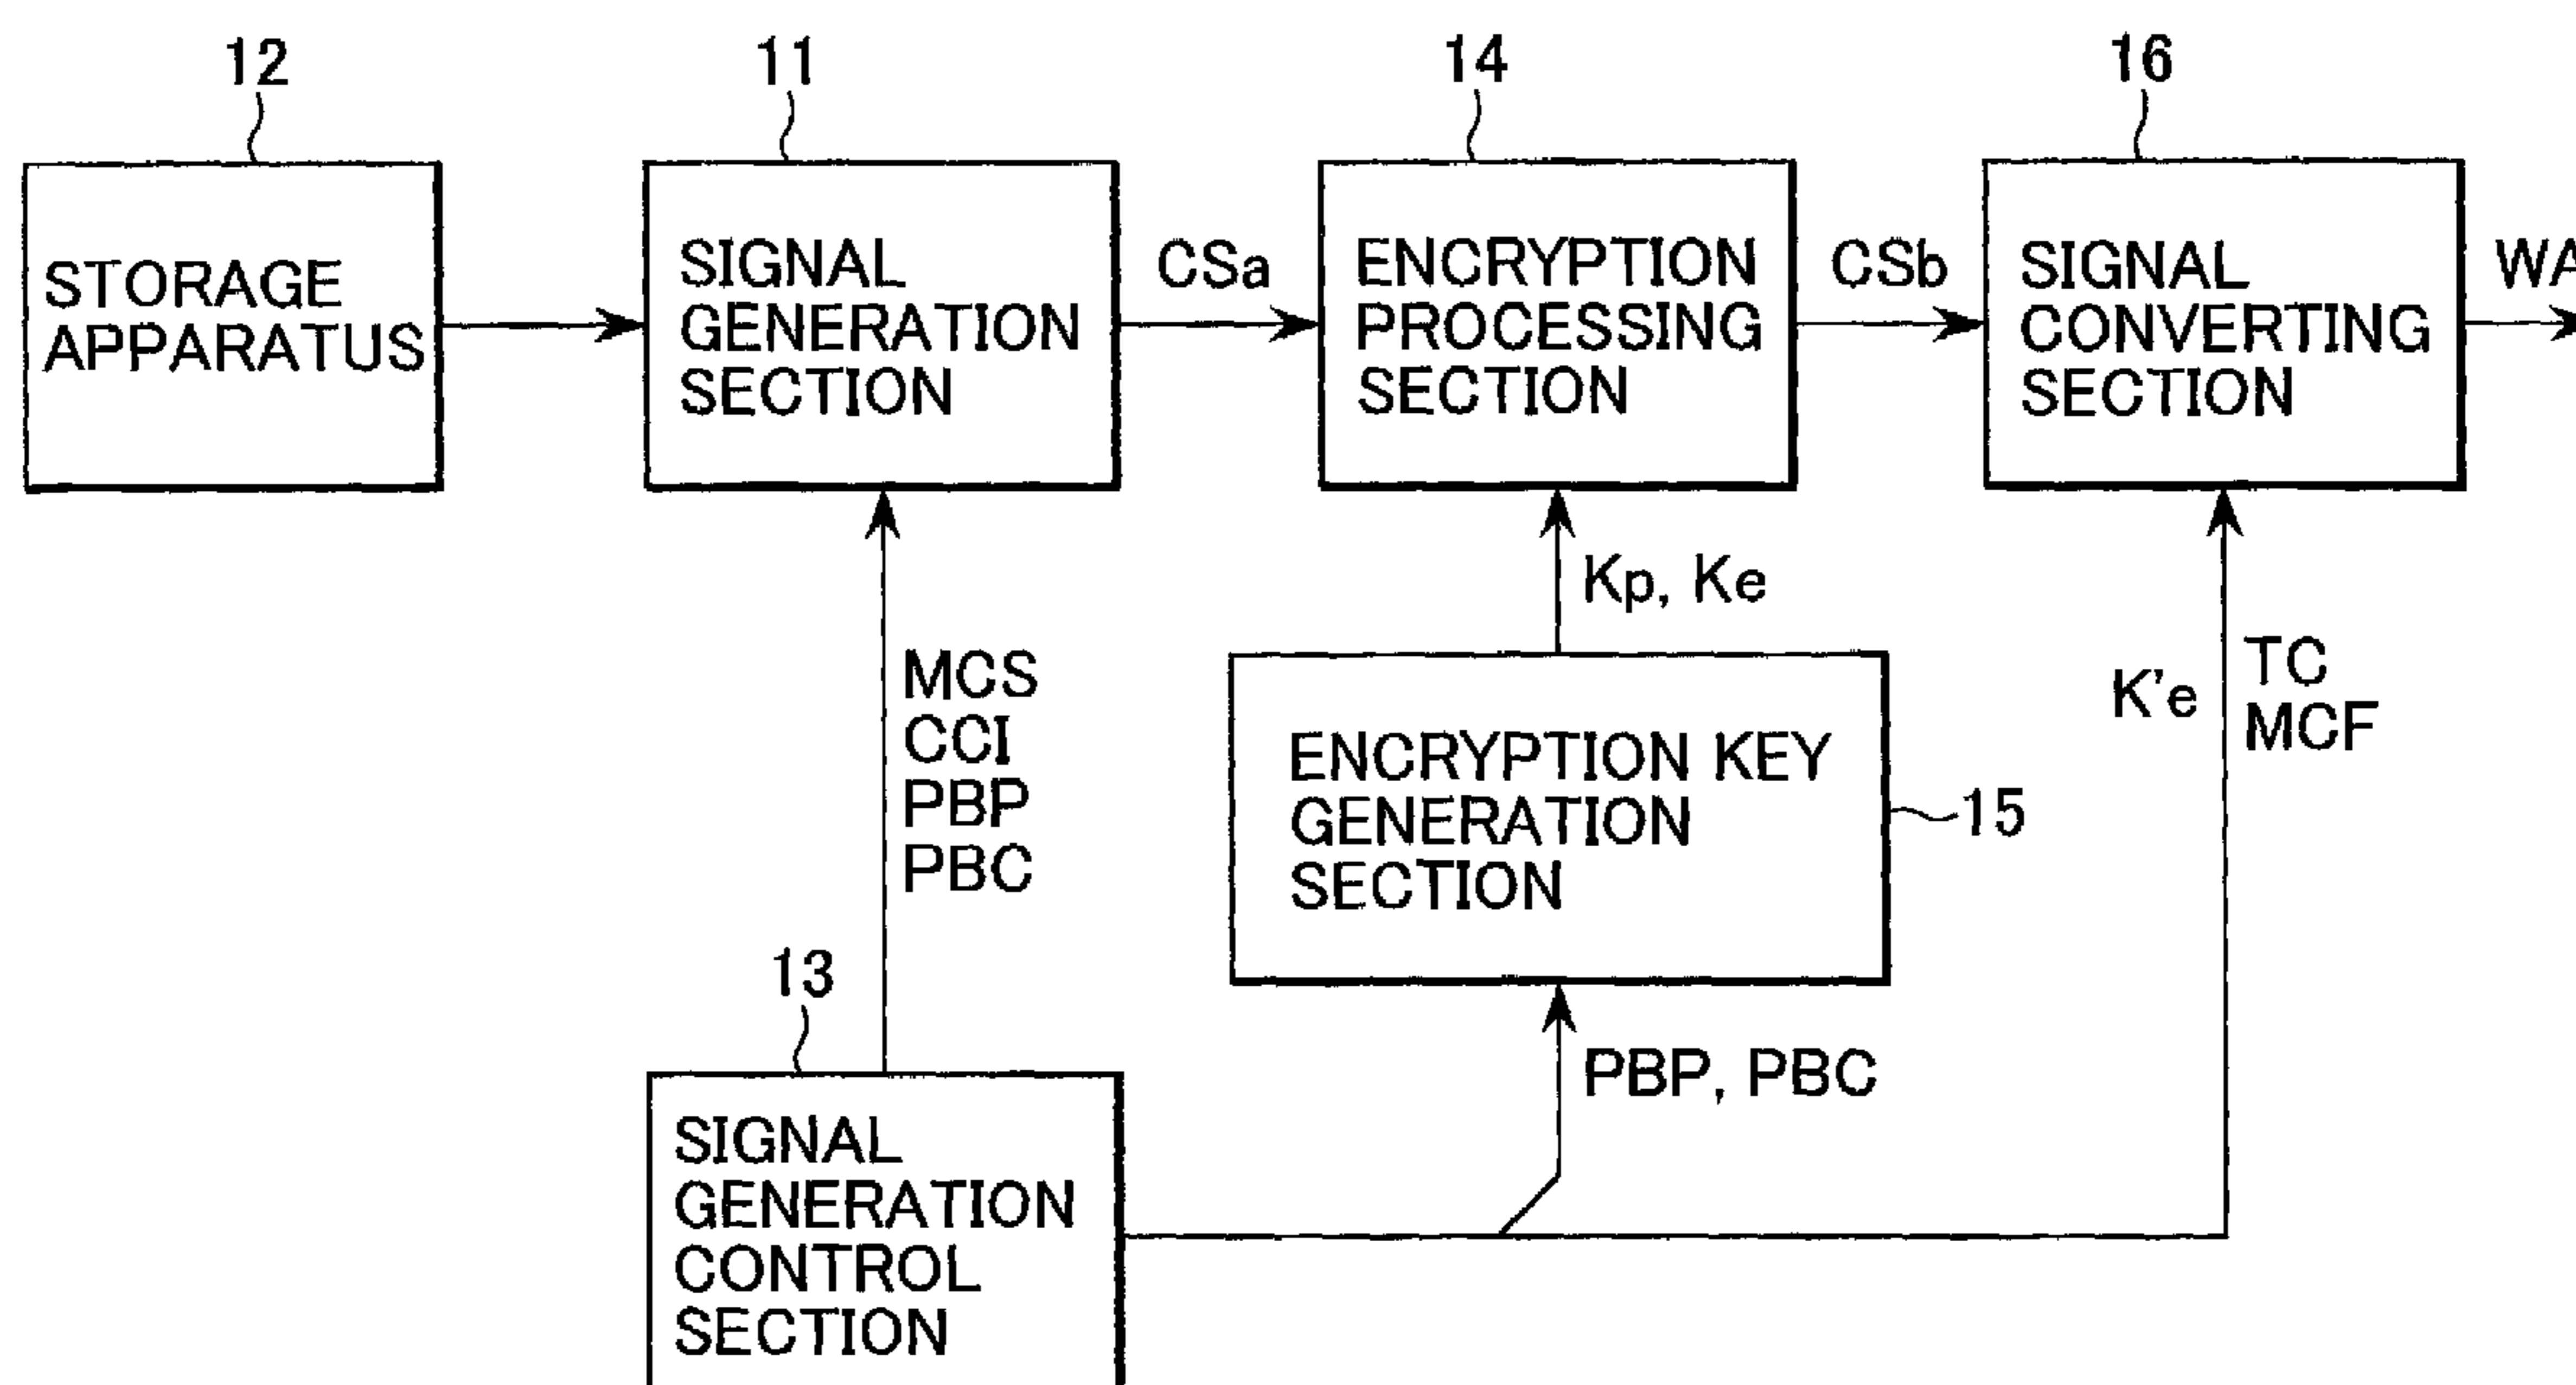 12
11
14
16
STORAGE
APPARATUS
SIGNAL
GENERATION
SECTION
CSa
ENCRYPTION
PROCESSING
SECTION
CSb
SIGNAL
CONVERTING
SECTION
MCS
CCI
PBP
PBC
Kp, Ke
K'e
TC
MCF
ENCRYPTION KEY
GENERATION
SECTION
15
13
PBP, PBC
SIGNAL
GENERATION
CONTROL
SECTION